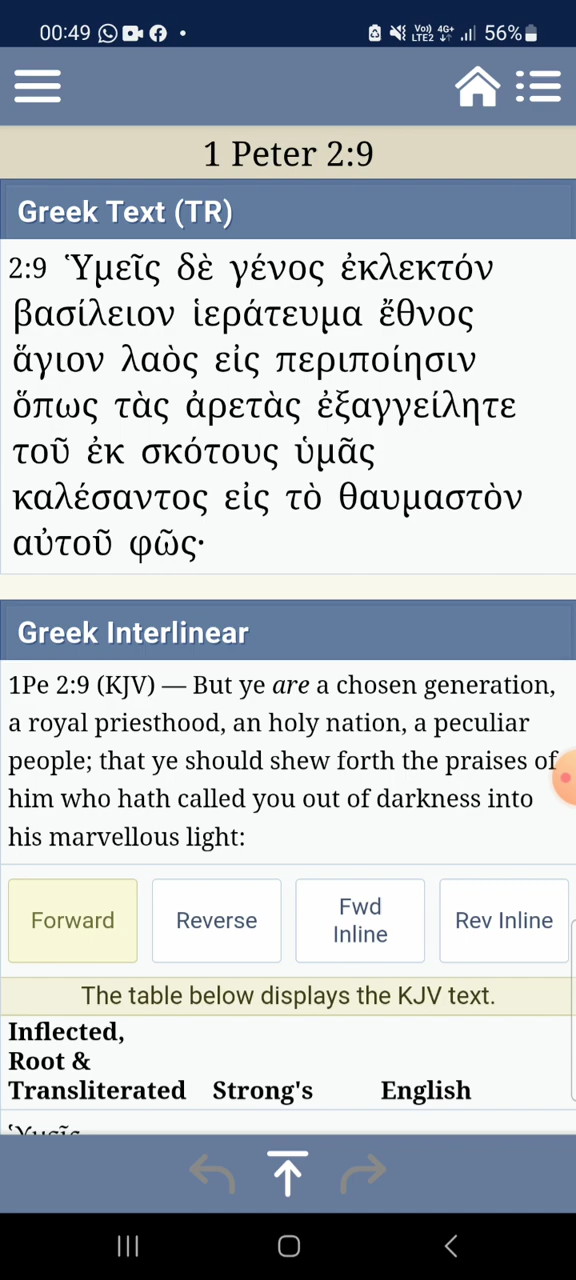 00:49
Vo)) 4G+
LTE2
56%
1 Peter 2:9
Greek Text (TR)
2:9 Ὑμεῖς δὲ γένος ἐκλεκτόν
βασίλειον ἱεράτευμα ἔθνος
ἅγιον λαὸς εἰς περιποίησιν
ὅπως τὰς ἀρετὰς ἐξαγγείλητε
τοῦ ἐκ σκότους ὑμᾶς
καλέσαντος εἰς τὸ θαυμαστὸν
αὐτοῦ φῶς·
Greek Interlinear
1Pe 2:9 (KJV) — But ye are a chosen generation,
a royal priesthood, an holy nation, a peculiar
people; that ye should shew forth the praises of
him who hath called you out of darkness into
his marvellous light:
Forward
Reverse
Fwd
Inline
Rev Inline
The table below displays the KJV text.
Inflected,
Root &
Transliterated Strong's English